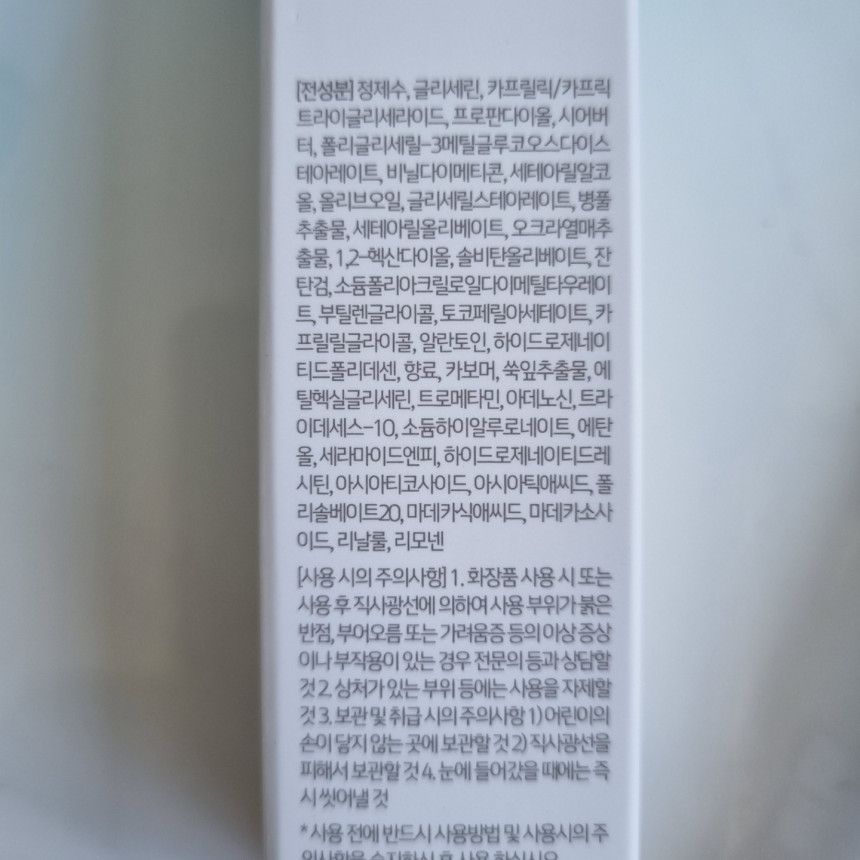 [전성분] 정제수, 글리세린, 카프릴릭/카프릭
트라이글리세라이드, 프로판다이올, 시어버
터, 폴리글리세릴-3메틸글루코오스다이스
테아레이트, 비닐다이메티콘, 세테아릴알코
올, 올리브오일, 글리세릴스테아레이트, 병풀
추출물, 세테아릴올리베이트, 오크라열매추
출물, 1,2-헥산다이올, 솔비탄올리베이트, 잔
탄검, 소듐폴리아크릴로일다이메틸타우레이
트, 부틸렌글라이콜, 토코페릴아세테이트, 카
프릴릴글라이콜, 알란토인, 하이드로제네이
티드폴리데센, 향료, 카보머, 쑥잎추출물, 에
틸헥실글리세린, 트로메타민, 아데노신, 트라
이데세스-10, 소듐하이알루로네이트, 에탄
올, 세라마이드엔피, 하이드로제네이티드레
시틴, 아시아티코사이드, 아시아틱애씨드, 폴
리솔베이트20, 마데카식애씨드, 마데카소사
이드, 리날룰, 리모넨
[사용 시의 주의사항] 1. 화장품 사용 시 또는
사용 후 직사광선에 의하여 사용 부위가 붉은
반점, 부어오름 또는 가려움증 등의 이상 증상
이나 부작용이 있는 경우 전문의 등과 상담할
것 2. 상처가 있는 부위 등에는 사용을 자제할
것 3. 보관 및 취급 시의 주의사항 1) 어린이의
손이 닿지 않는 곳에 보관할 것 2) 직사광선을
피해서 보관할 것 4. 눈에 들어갔을 때에는 즉
시 씻어낼 것
* 사용 전에 반드시 사용방법 및 사용시의 주
의사항을 숙지하신 후 사용 하십시오